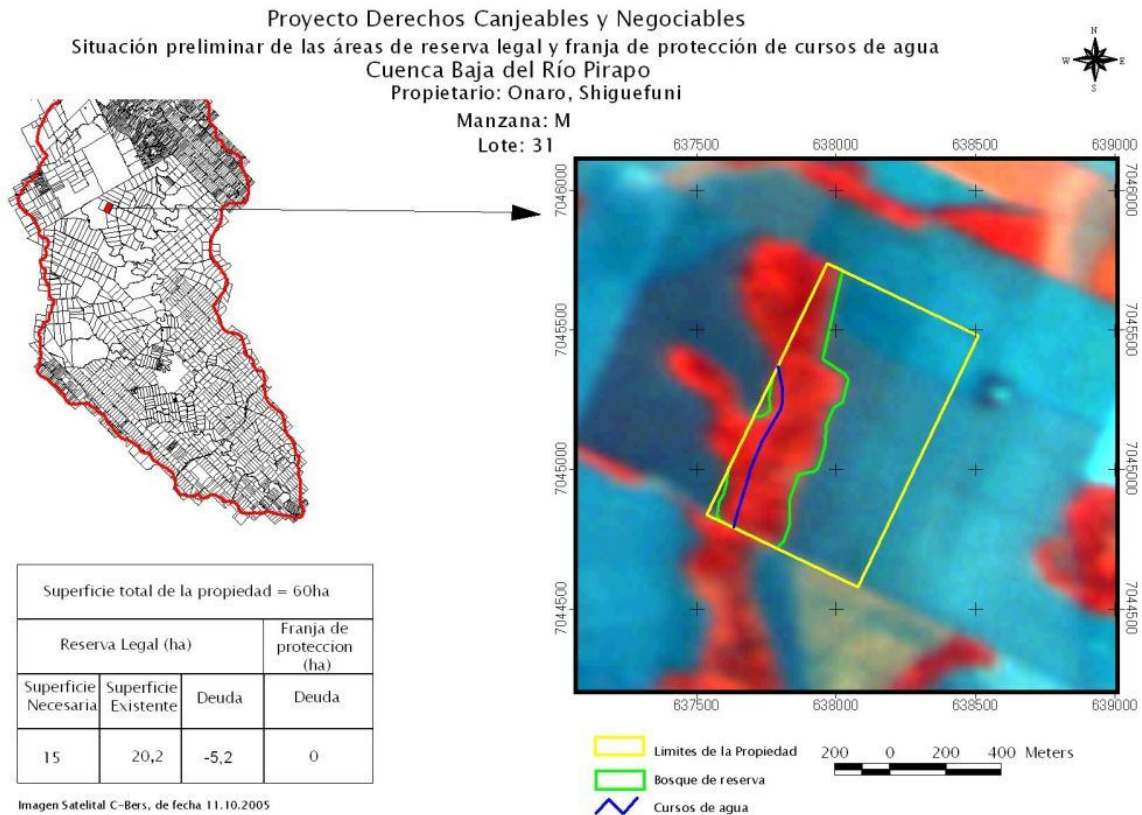 Proyecto Derechos Canjeables y Negociables
Situación preliminar de las áreas de reserva legal y franja de protección de cursos de agua
Cuenca Baja del Río Pirapo
Propietario: Onaro, Shiguefuni
Manzana: M
Lote: 31
N
W E
S
637500 638000 638500 639000
7046000 7046000
7045500 7045500
7045000 7045000
7044500 7044500
637500 638000 638500 639000
Superficie total de la propiedad = 60ha
Reserva Legal (ha)
Franja de
proteccion
(ha)
Superficie
Necesaria
Superficie
Existente
Deuda
Deuda
15 20,2 -5,2 0
Imagen Satelital C-Bers, de fecha 11.10.2005
Limites de la Propiedad
Bosque de reserva
Cursos de agua
200 0 200 400 Meters